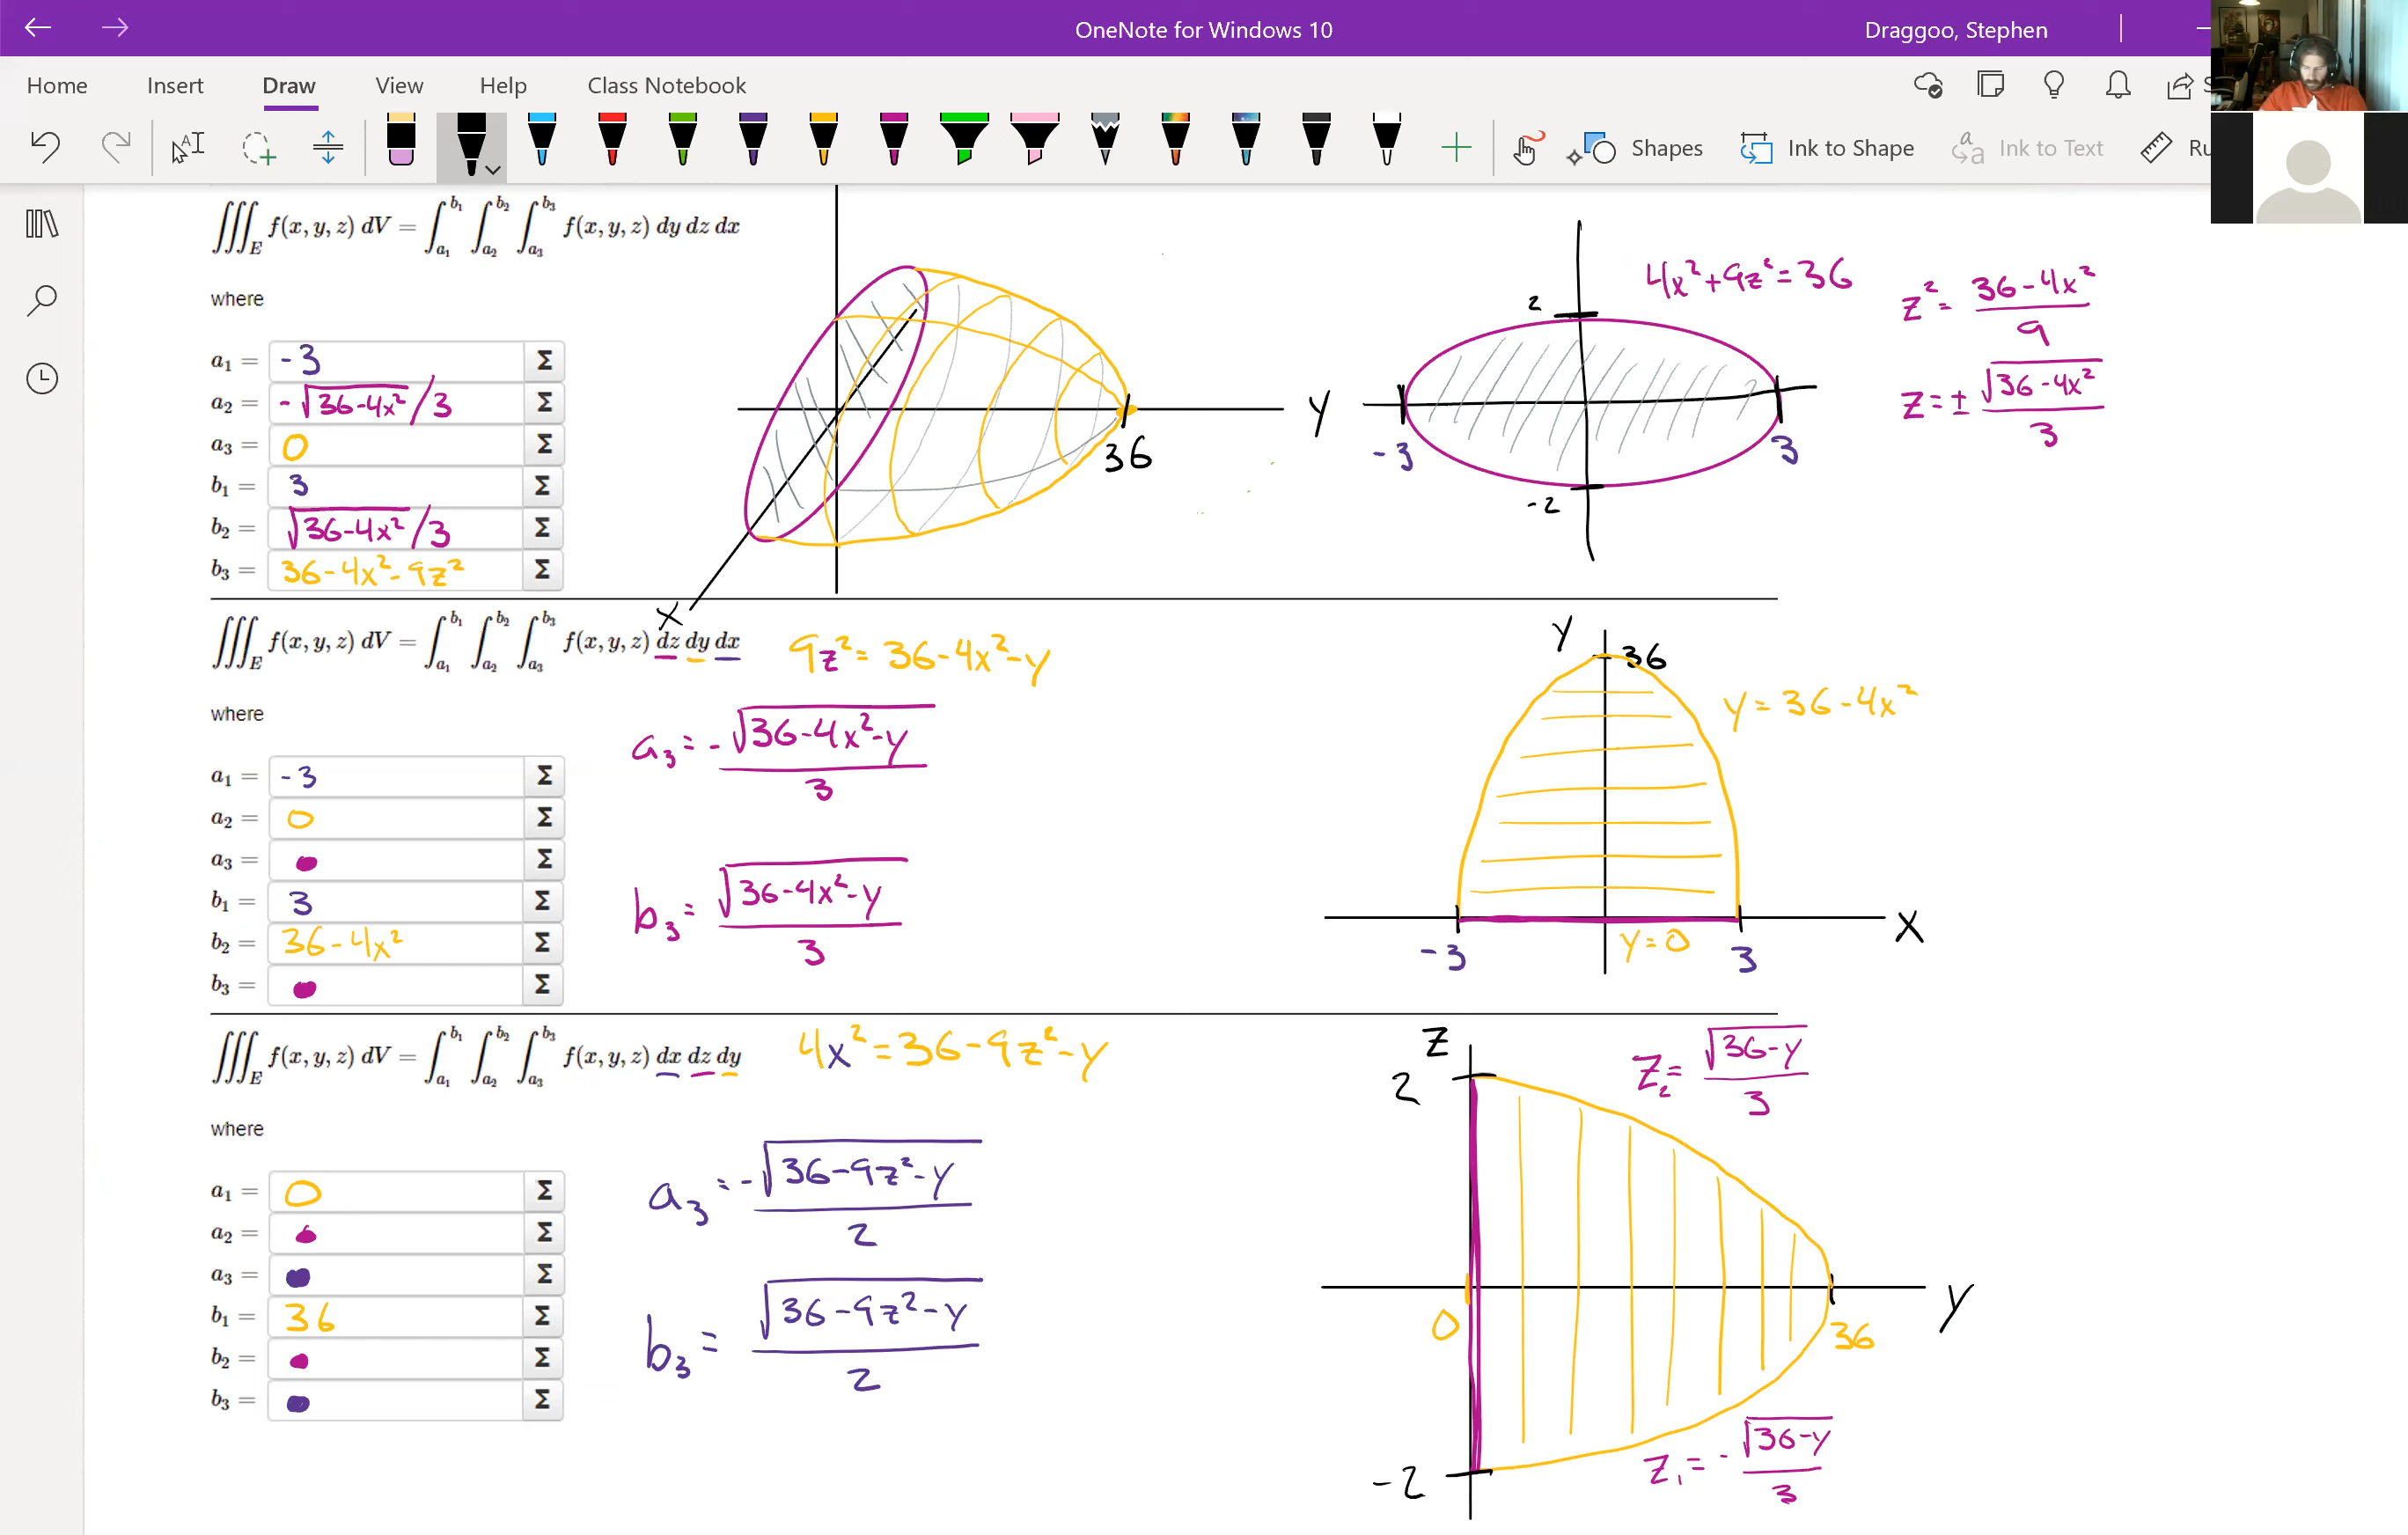 OneNote for Windows 10
Draggoo, Stephen
Home Insert Draw View Help Class Notebook
Shapes Ink to Shape Ink to Text
∭_E f(x, y, z) dV = ∫_{a₁}^{b₁} ∫_{a₂}^{b₂} ∫_{a₃}^{b₃} f(x, y, z) dy dz dx
where
a₁ = -3 Σ
a₂ = -√(36-4x²)/3 Σ
a₃ = 0 Σ
b₁ = 3 Σ
b₂ = √(36-4x²)/3 Σ
b₃ = 36-4x²-9z² Σ
y
36
x
4x²+9z²=36
2
-3
3
-2
z² = (36-4x²)/9
z = ± √(36-4x²)/3
∭_E f(x, y, z) dV = ∫_{a₁}^{b₁} ∫_{a₂}^{b₂} ∫_{a₃}^{b₃} f(x, y, z) dz dy dx
9z² = 36-4x²-y
where
a₁ = -3 Σ
a₂ = 0 Σ
a₃ = Σ
b₁ = 3 Σ
b₂ = 36-4x² Σ
b₃ = Σ
a₃ = -√(36-4x²-y)/3
b₃ = √(36-4x²-y)/3
y
36
y = 36-4x²
x
-3
y=0
3
∭_E f(x, y, z) dV = ∫_{a₁}^{b₁} ∫_{a₂}^{b₂} ∫_{a₃}^{b₃} f(x, y, z) dx dz dy
4x² = 36-9z²-y
where
a₁ = 0 Σ
a₂ = Σ
a₃ = Σ
b₁ = 36 Σ
b₂ = Σ
b₃ = Σ
a₃ = -√(36-9z²-y)/2
b₃ = √(36-9z²-y)/2
z
2
z₂ = √(36-y)/3
0
36
y
-2
z₁ = -√(36-y)/3